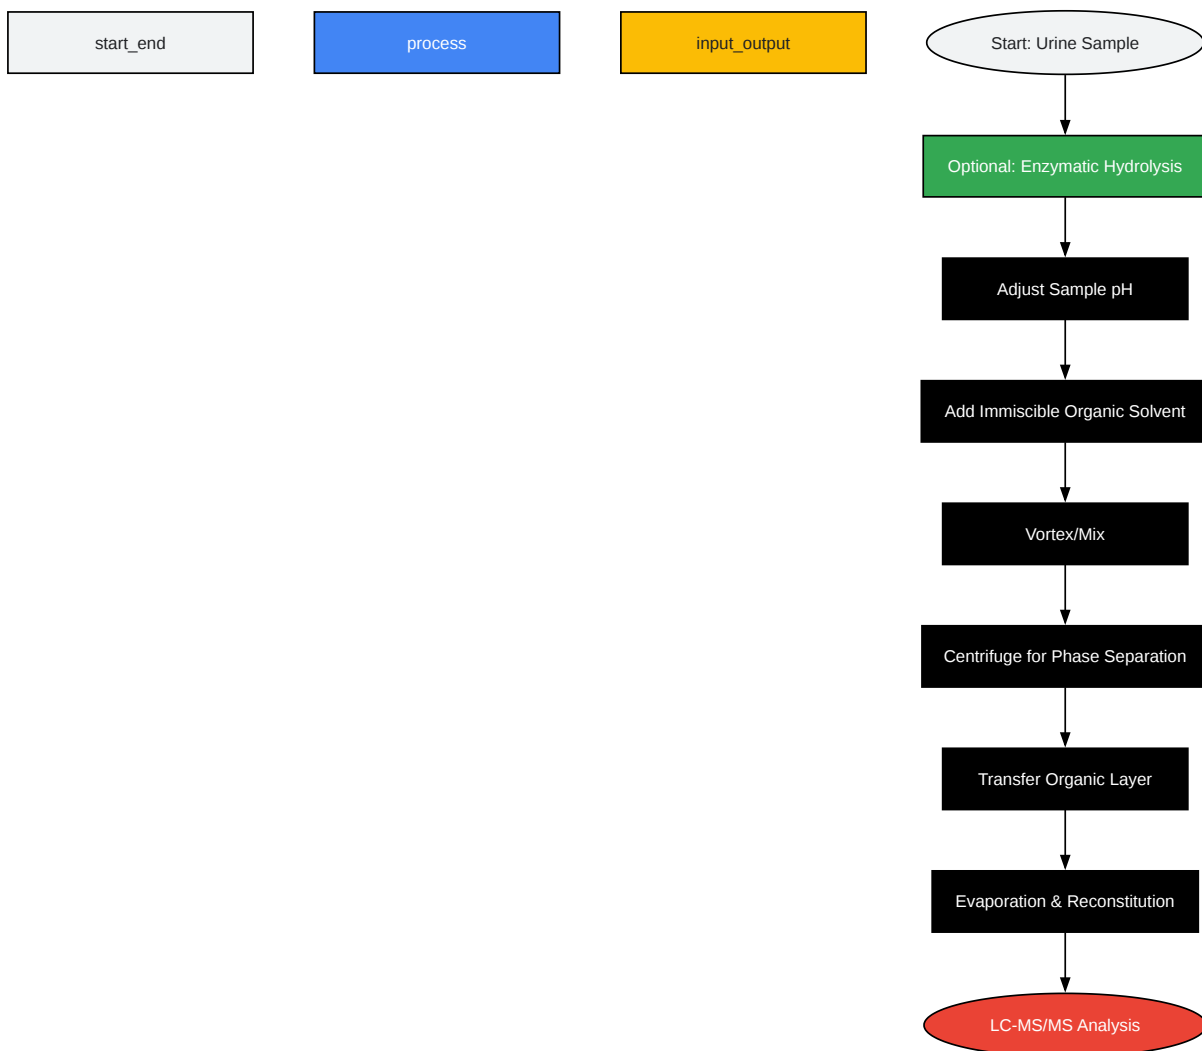 start_end
process
input_output
Start: Urine Sample
Optional: Enzymatic Hydrolysis
Adjust Sample pH
Add Immiscible Organic Solvent
Vortex/Mix
Centrifuge for Phase Separation
Transfer Organic Layer
Evaporation & Reconstitution
LC-MS/MS Analysis